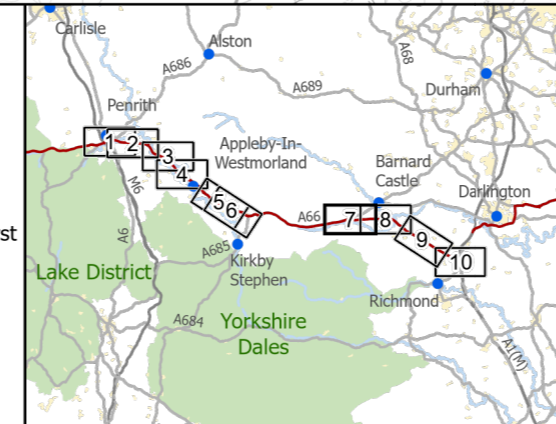 Carlisle
Alston
A686
A689
A68
Durham
Penrith
1
2
3
4
5
6
Appleby-In-
Westmorland
Barnard
Castle
Darlington
A66
7
8
9
10
M6
A6
st
A685
Kirkby
Stephen
Lake District
Richmond
A684
Yorkshire
Dales
A1(M)